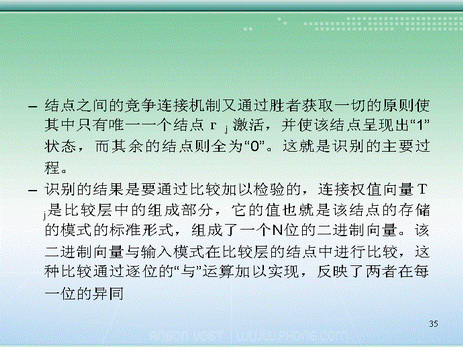 – 结点之间的竞争连接机制又通过胜者获取一切的原则使
其中只有唯一一个结点 r j 激活，并使该结点呈现出“1”
状态，而其余的结点则全为“0”。这就是识别的主要过
程。
– 识别的结果是要通过比较加以检验的，连接权值向量T
j是比较层中的组成部分，它的值也就是该结点的存储
的模式的标准形式，组成了一个N位的二进制向量。该
二进制向量与输入模式在比较层的结点中进行比较，这
种比较通过逐位的“与”运算加以实现，反映了两者在每
一位的异同
35